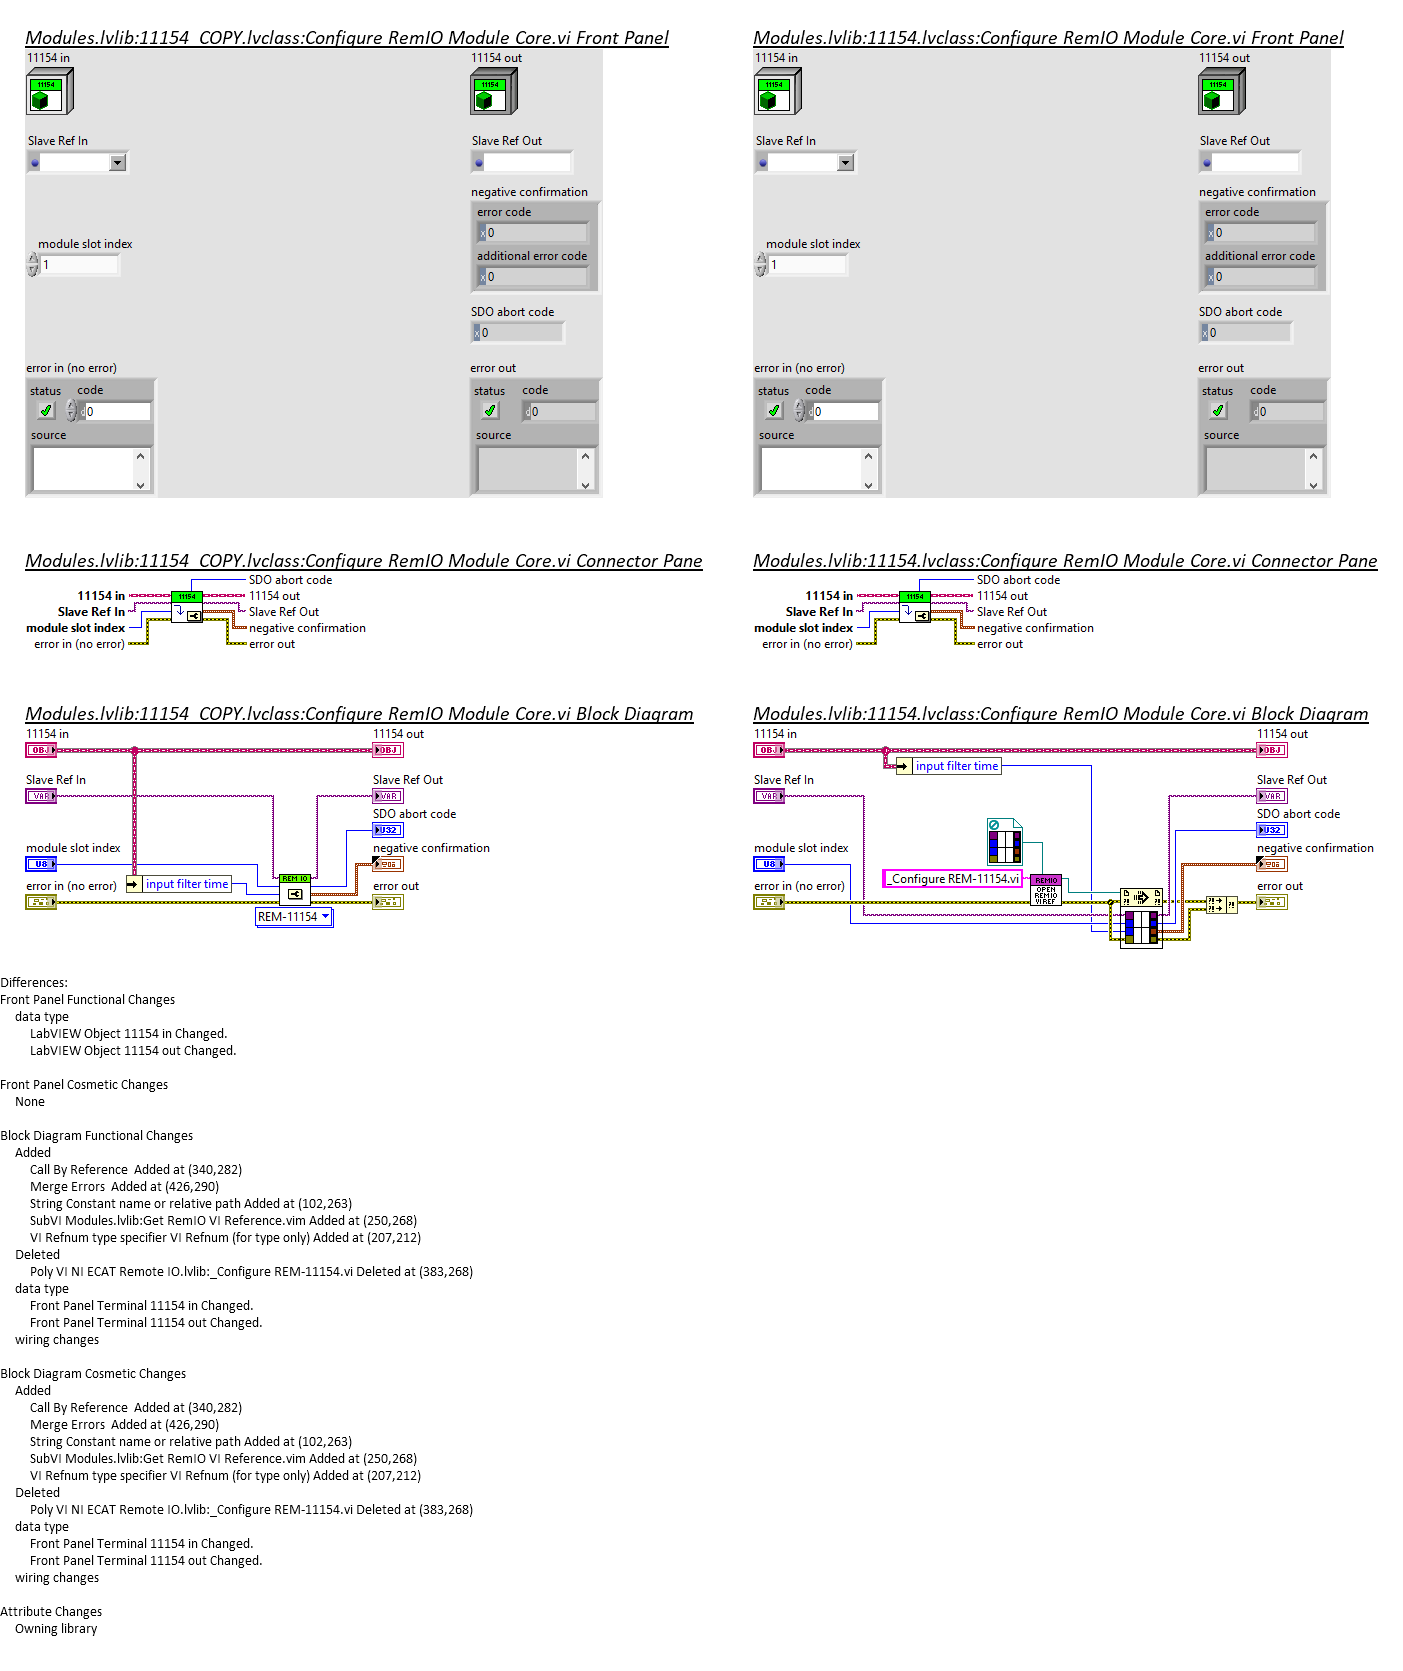 Modules.lvlib:11154_COPY.lvclass:Configure RemIO Module Core.vi Front Panel
11154 in
11154 out
11154
11154
Slave Ref In
Slave Ref Out
negative confirmation
error code
x 0
module slot index
1
additional error code
x 0
SDO abort code
x 0
error in (no error)
error out
status code
d 0
source
status code
d 0
source
Modules.lvlib:11154.lvclass:Configure RemIO Module Core.vi Front Panel
11154 in
11154 out
11154
11154
Slave Ref In
Slave Ref Out
negative confirmation
error code
x 0
module slot index
1
additional error code
x 0
SDO abort code
x 0
error in (no error)
error out
status code
d 0
source
status code
d 0
source
Modules.lvlib:11154_COPY.lvclass:Configure RemIO Module Core.vi Connector Pane
SDO abort code
11154 in
11154
11154 out
Slave Ref In
Slave Ref Out
module slot index
negative confirmation
error in (no error)
error out
Modules.lvlib:11154.lvclass:Configure RemIO Module Core.vi Connector Pane
SDO abort code
11154 in
11154
11154 out
Slave Ref In
Slave Ref Out
module slot index
negative confirmation
error in (no error)
error out
Modules.lvlib:11154_COPY.lvclass:Configure RemIO Module Core.vi Block Diagram
11154 in
11154 out
OBJ
OBJ
Slave Ref In
Slave Ref Out
VAR
VAR
SDO abort code
U32
module slot index
negative confirmation
U8
error in (no error)
input filter time
REM IO
error out
REM-11154
Modules.lvlib:11154.lvclass:Configure RemIO Module Core.vi Block Diagram
11154 in
11154 out
OBJ
OBJ
input filter time
Slave Ref In
Slave Ref Out
VAR
VAR
SDO abort code
U32
module slot index
negative confirmation
U8
_Configure REM-11154.vi
REMIO
OPEN
REM IO
VI REF
error in (no error)
error out
Differences:
Front Panel Functional Changes
data type
LabVIEW Object 11154 in Changed.
LabVIEW Object 11154 out Changed.
Front Panel Cosmetic Changes
None
Block Diagram Functional Changes
Added
Call By Reference  Added at (340,282)
Merge Errors  Added at (426,290)
String Constant name or relative path Added at (102,263)
SubVI Modules.lvlib:Get RemIO VI Reference.vim Added at (250,268)
VI Refnum type specifier VI Refnum (for type only) Added at (207,212)
Deleted
Poly VI NI ECAT Remote IO.lvlib:_Configure REM-11154.vi Deleted at (383,268)
data type
Front Panel Terminal 11154 in Changed.
Front Panel Terminal 11154 out Changed.
wiring changes
Block Diagram Cosmetic Changes
Added
Call By Reference  Added at (340,282)
Merge Errors  Added at (426,290)
String Constant name or relative path Added at (102,263)
SubVI Modules.lvlib:Get RemIO VI Reference.vim Added at (250,268)
VI Refnum type specifier VI Refnum (for type only) Added at (207,212)
Deleted
Poly VI NI ECAT Remote IO.lvlib:_Configure REM-11154.vi Deleted at (383,268)
data type
Front Panel Terminal 11154 in Changed.
Front Panel Terminal 11154 out Changed.
wiring changes
Attribute Changes
Owning library